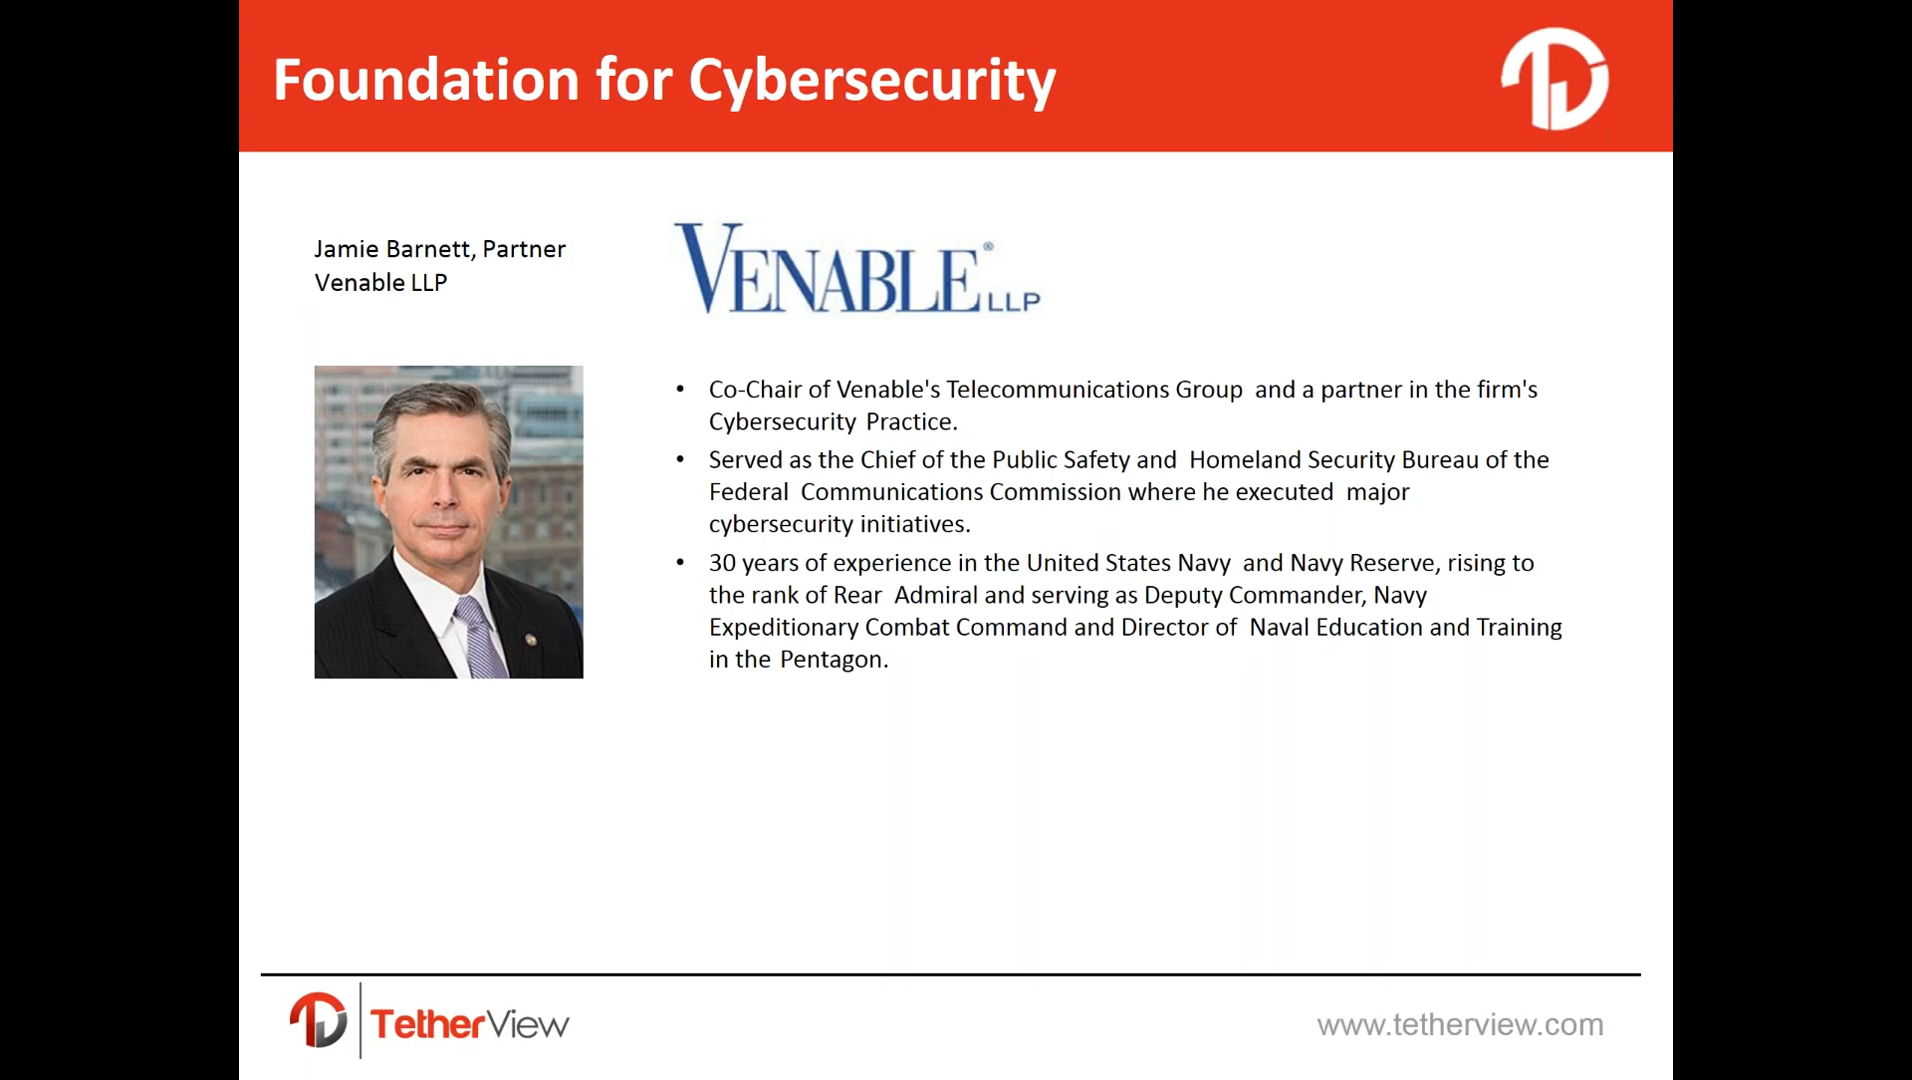 Foundation for Cybersecurity
Jamie Barnett, Partner
Venable LLP
VENABLE® LLP
• Co-Chair of Venable's Telecommunications Group and a partner in the firm's
Cybersecurity Practice.
• Served as the Chief of the Public Safety and Homeland Security Bureau of the
Federal Communications Commission where he executed major
cybersecurity initiatives.
• 30 years of experience in the United States Navy and Navy Reserve, rising to
the rank of Rear Admiral and serving as Deputy Commander, Navy
Expeditionary Combat Command and Director of Naval Education and Training
in the Pentagon.
TetherView
www.tetherview.com